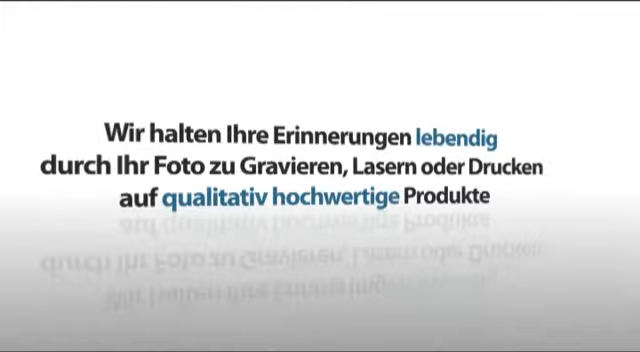 Wir halten Ihre Erinnerungen lebendig
durch Ihr Foto zu Gravieren, Lasern oder Drucken
auf qualitativ hochwertige Produkte